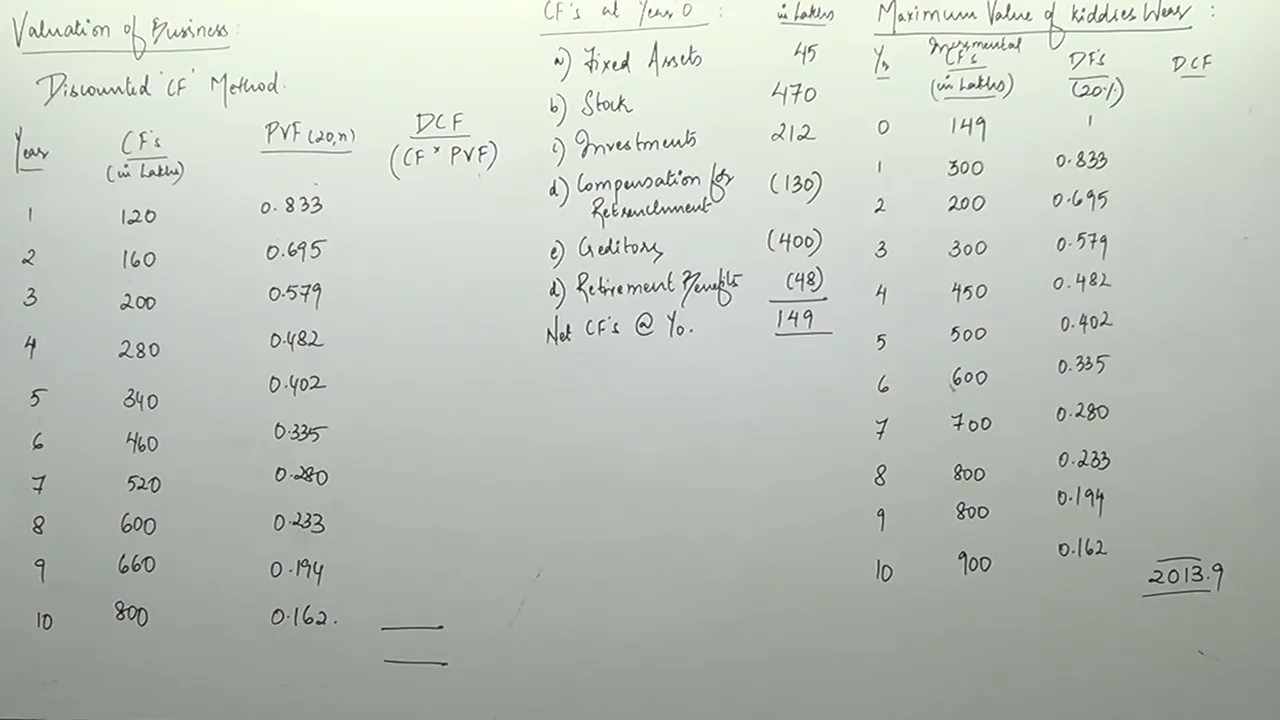 Valuation of Business:
Discounted 'CF' Method.
Year CF's (in Lakhs) PVF(20,n) DCF (CF * PVF)
1 120 0.833
2 160 0.695
3 200 0.579
4 280 0.482
5 340 0.402
6 460 0.335
7 520 0.280
8 600 0.233
9 660 0.194
10 800 0.162.
CF's at Year 0 : in Lakhs
a) Fixed Assets 45
b) Stock 470
c) Investments 212
d) Compensation for (130)
Retrenchment
e) Creditors (400)
d) Retirement Benefits (48)
Net CF's @ Y0. 149
Maximum Value of Kiddies Wear :
Yr Incremental CF's (in Lakhs) DF's (20%) DCF
0 149 1
1 300 0.833
2 200 0.695
3 300 0.579
4 450 0.482
5 500 0.402
6 600 0.335
7 700 0.280
8 800 0.233
9 800 0.194
10 900 0.162
2013.9